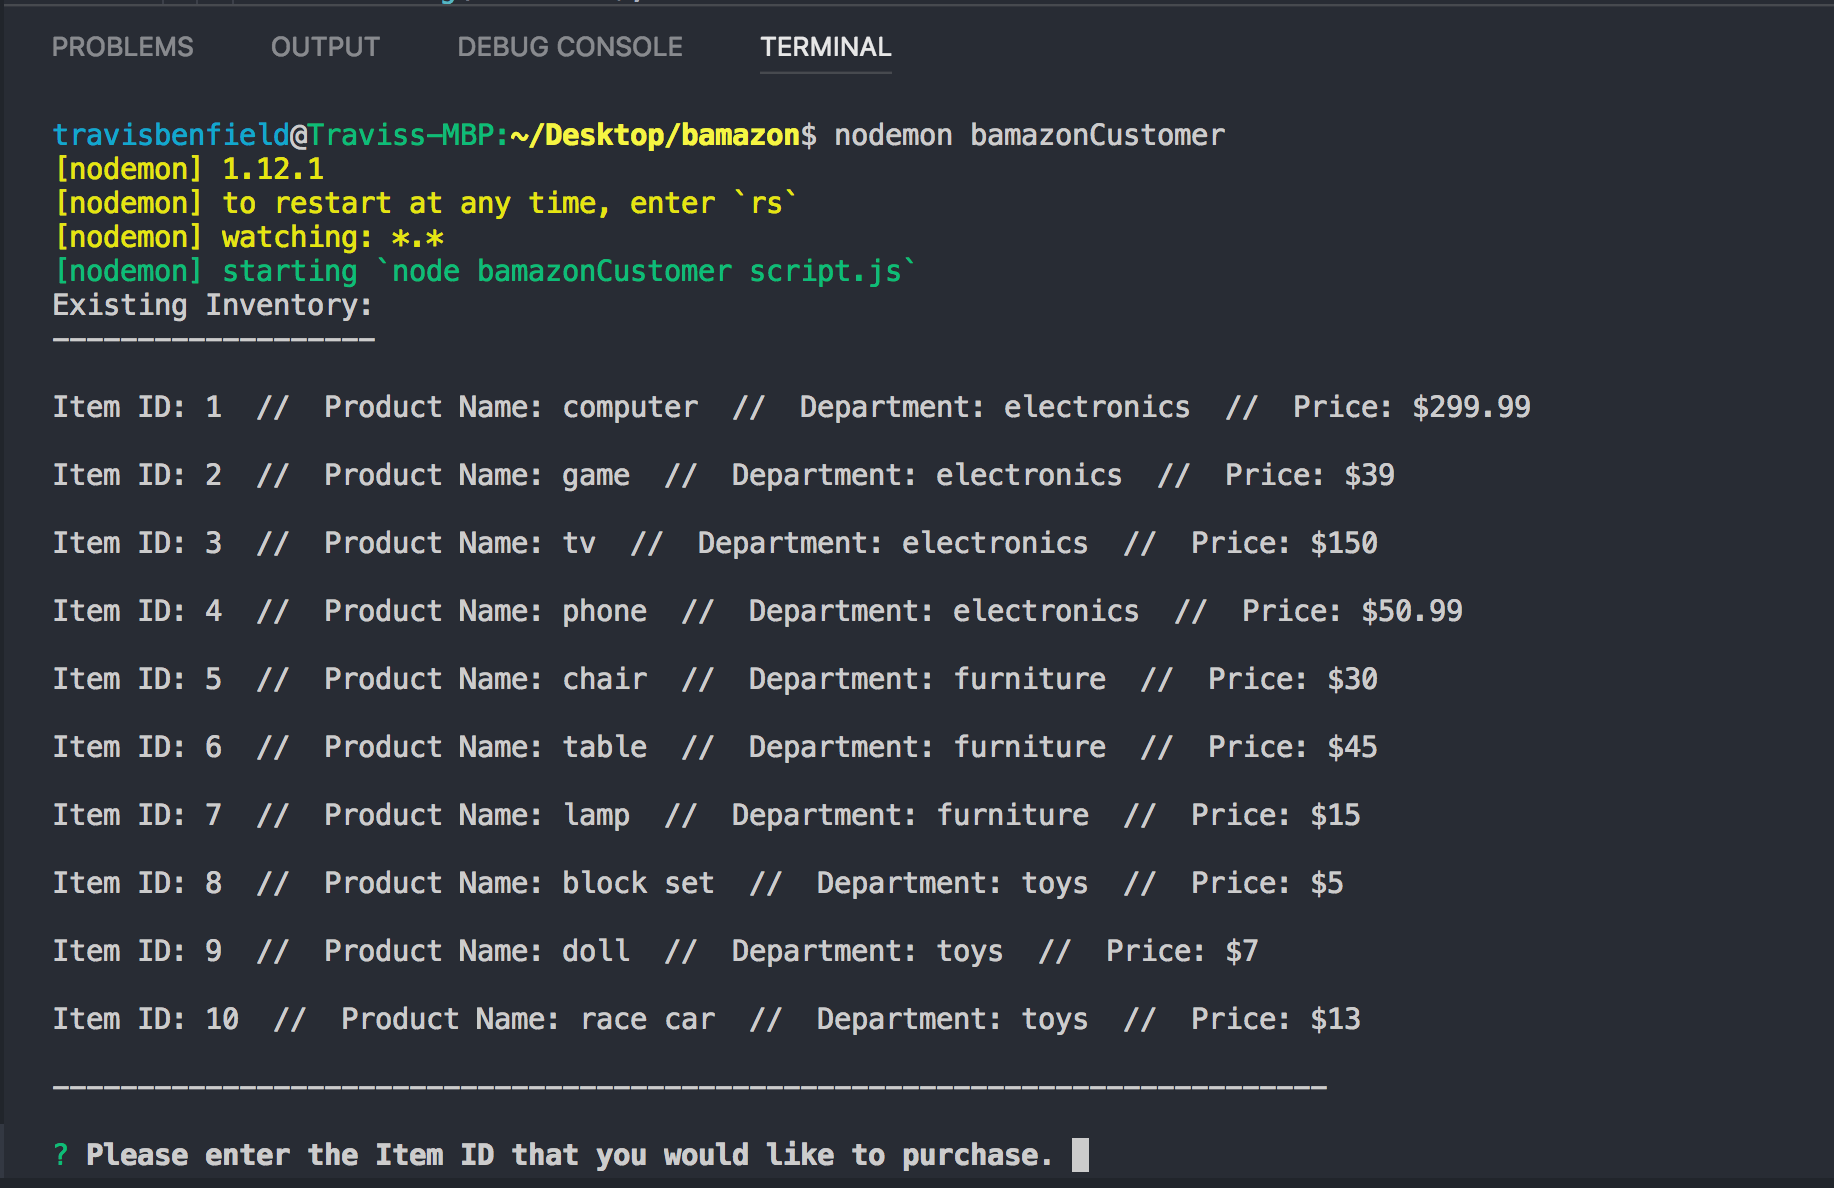 PROBLEMS OUTPUT DEBUG CONSOLE TERMINAL
travisbenfield@Traviss-MBP:~/Desktop/bamazon$ nodemon bamazonCustomer
[nodemon] 1.12.1
[nodemon] to restart at any time, enter `rs`
[nodemon] watching: *.*
[nodemon] starting `node bamazonCustomer script.js`
Existing Inventory:
-------------------
Item ID: 1  //  Product Name: computer  //  Department: electronics  //  Price: $299.99
Item ID: 2  //  Product Name: game  //  Department: electronics  //  Price: $39
Item ID: 3  //  Product Name: tv  //  Department: electronics  //  Price: $150
Item ID: 4  //  Product Name: phone  //  Department: electronics  //  Price: $50.99
Item ID: 5  //  Product Name: chair  //  Department: furniture  //  Price: $30
Item ID: 6  //  Product Name: table  //  Department: furniture  //  Price: $45
Item ID: 7  //  Product Name: lamp  //  Department: furniture  //  Price: $15
Item ID: 8  //  Product Name: block set  //  Department: toys  //  Price: $5
Item ID: 9  //  Product Name: doll  //  Department: toys  //  Price: $7
Item ID: 10  //  Product Name: race car  //  Department: toys  //  Price: $13
---------------------------------------------------------------------------
? Please enter the Item ID that you would like to purchase.